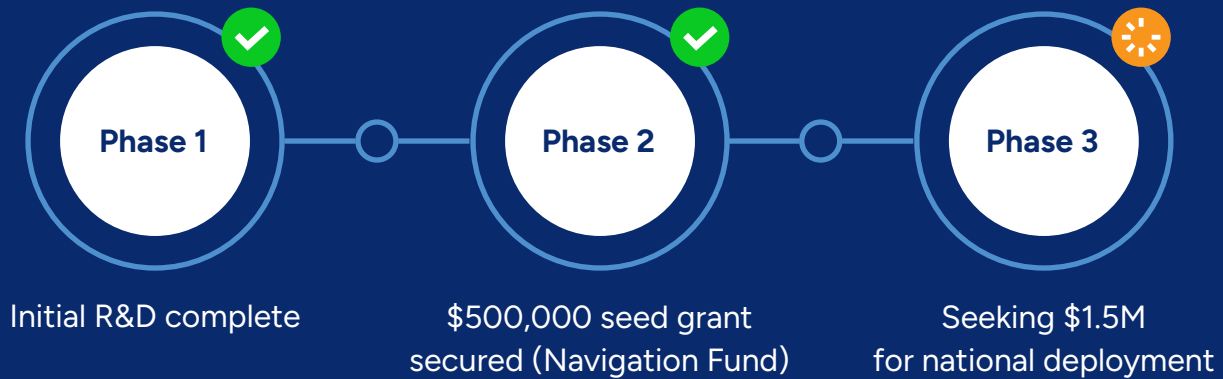 Phase 1
Phase 2
Phase 3
Initial R&D complete
$500,000 seed grant
secured (Navigation Fund)
Seeking $1.5M
for national deployment